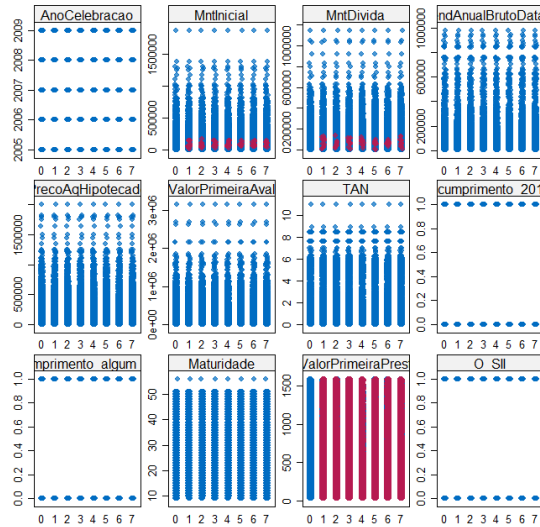 AnoCelebracao MntInicial MntDivida endAnualBrutoData
2005 2006 2007 2008 2009
0 500000 1500000
0 200000 600000 1000000
0 200000 600000 1000000
0 1 2 3 4 5 6 7 0 1 2 3 4 5 6 7 0 1 2 3 4 5 6 7 0 1 2 3 4 5 6 7
PrecoAqHipotecad ValorPrimeiraAval TAN cumprimento_201
0 500000 1500000
0e+00 1e+06 2e+06 3e+06
0 2 4 6 8 10
0.0 0.2 0.4 0.6 0.8 1.0
0 1 2 3 4 5 6 7 0 1 2 3 4 5 6 7 0 1 2 3 4 5 6 7 0 1 2 3 4 5 6 7
mprimento_algum Maturidade ValorPrimeiraPrest O_SII
0.0 0.2 0.4 0.6 0.8 1.0
10 20 30 40 50
0 500 1000 1500
0.0 0.2 0.4 0.6 0.8 1.0
0 1 2 3 4 5 6 7 0 1 2 3 4 5 6 7 0 1 2 3 4 5 6 7 0 1 2 3 4 5 6 7